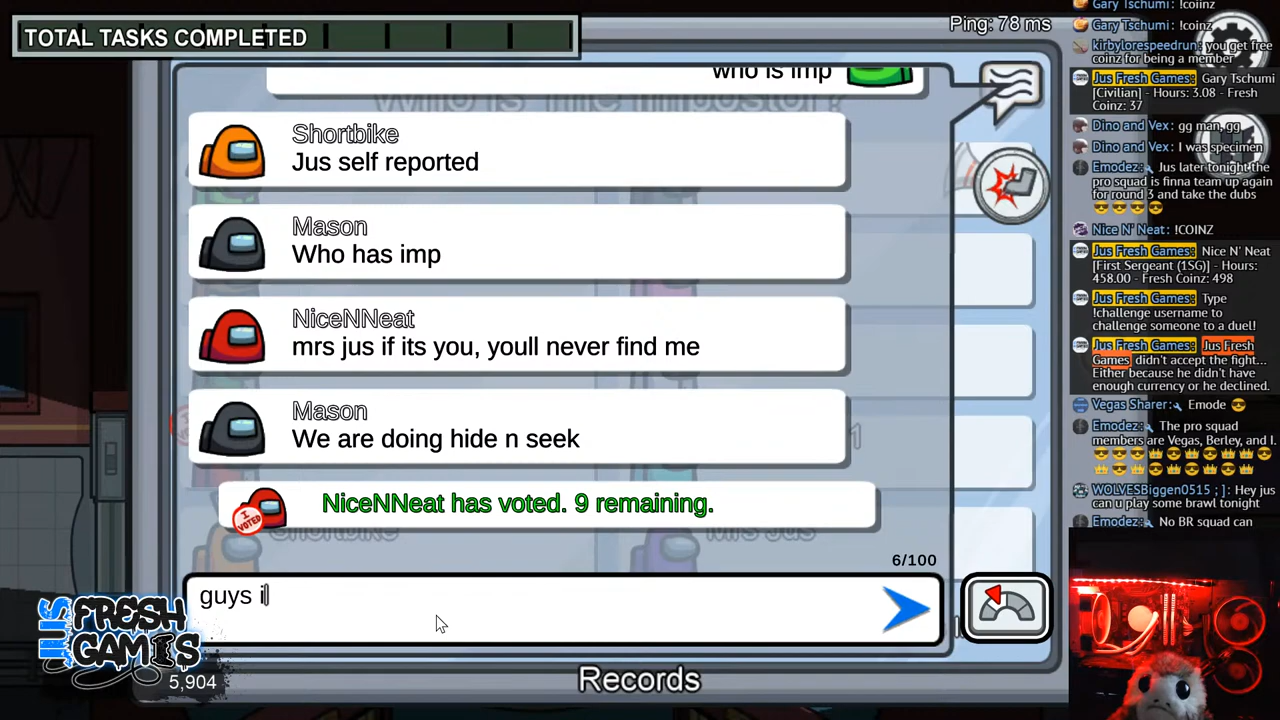 TOTAL TASKS COMPLETED
Ping: 78 ms
who is imp
Who is the impostor?
Shortbike
Jus self reported
Mason
Who has imp
NiceNNeat
mrs jus if its you, youll never find me
Mason
We are doing hide n seek
I VOTED
NiceNNeat has voted. 9 remaining.
Shortbike
Mrs Jus
6/100
guys i
Records
JUS FRESH
GAMES
5,904
Gary Tschumi : !coiinz
Gary Tschumi : !coinz
kirbylorespeedrun: you get free
coinz for being a member
Jus Fresh Games: Gary Tschumi
[Civilian] - Hours: 3.08 - Fresh
Coinz: 37
Dino and Vex: gg man, gg
Dino and Vex: I was specimen
Emodez: Jus later tonight the
pro squad is finna team up again
for round 3 and take the dubs
Nice N' Neat: !COINZ
Jus Fresh Games: Nice N' Neat
[First Sergeant (1SG)] - Hours:
458.00 - Fresh Coinz: 498
Jus Fresh Games: Type
!challenge username to
challenge someone to a duel!
Jus Fresh Games: Jus Fresh
Games didn't accept the fight...
Either because he didn't have
enough currency or he declined.
Vegas Sharer: Emode
Emodez: The pro squad
members are Vegas, Berley, and I.
WOLVESBiggen0515 ; ]: Hey jus
can u play some brawl tonight
Emodez: No BR squad can